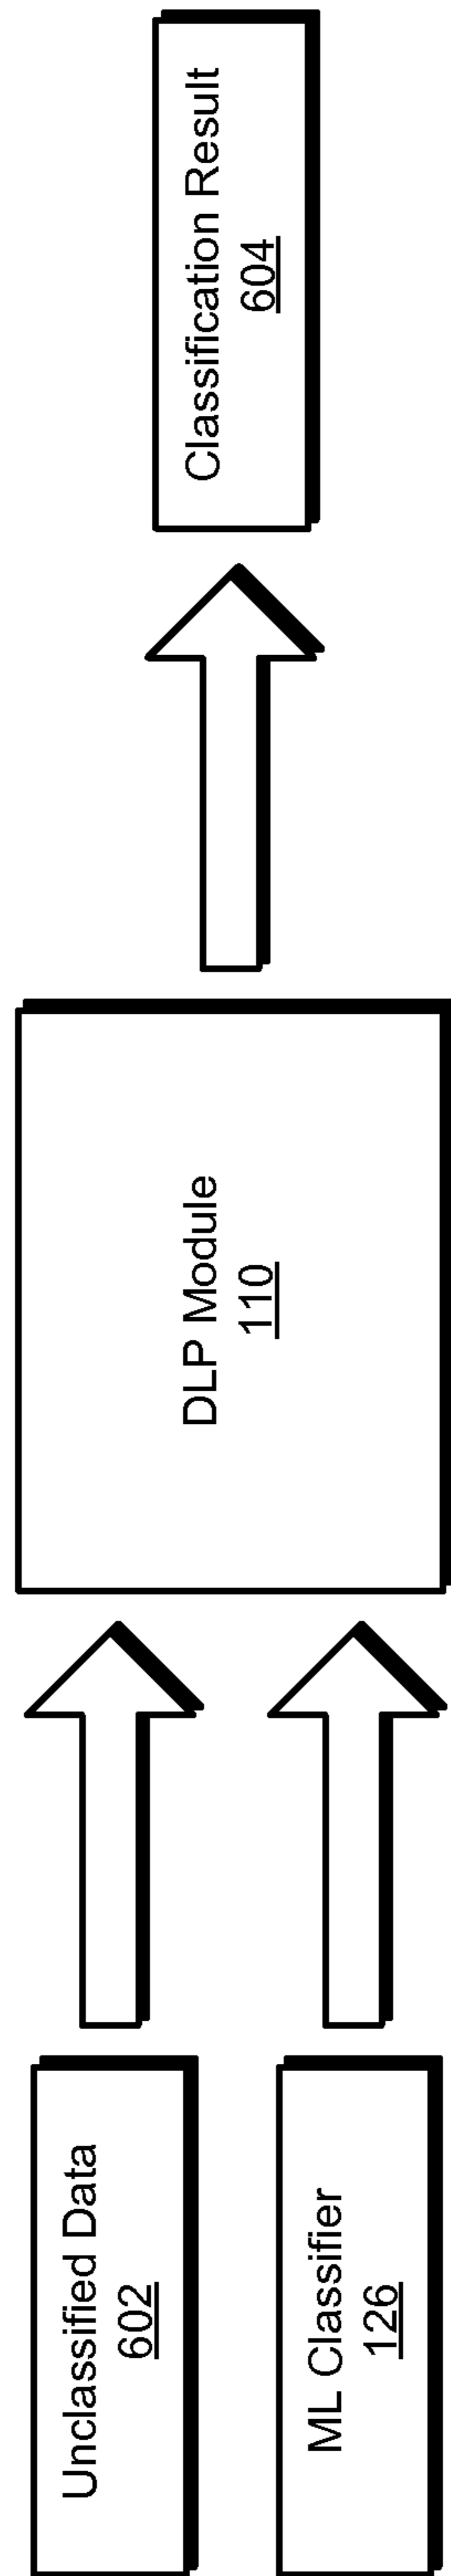 Unclassified Data
602
ML Classifier
126
DLP Module
110
Classification Result
604